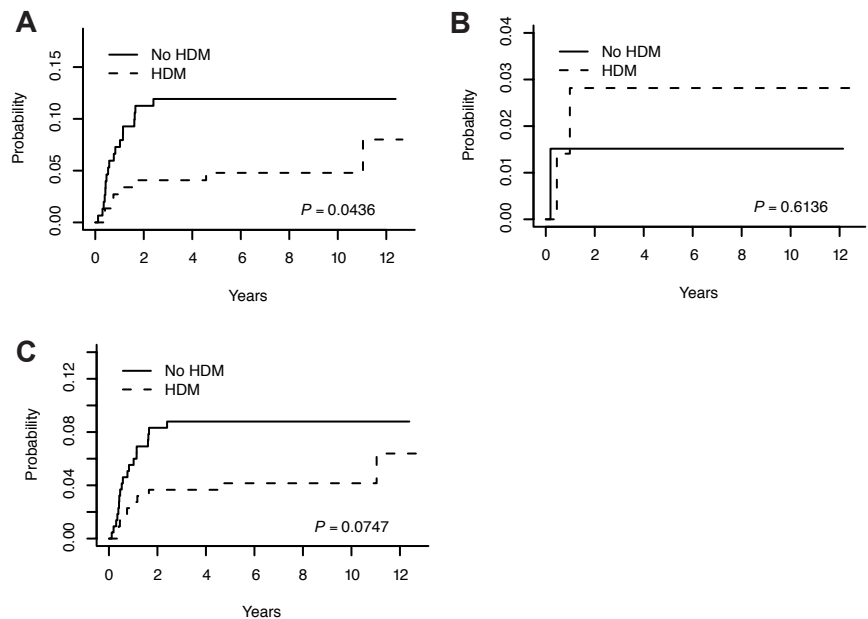 A
No HDM
HDM
Probability
0.00 0.05 0.10 0.15
P = 0.0436
0 2 4 6 8 10 12
Years
B
No HDM
HDM
Probability
0.00 0.01 0.02 0.03 0.04
P = 0.6136
0 2 4 6 8 10 12
Years
C
No HDM
HDM
Probability
0.00 0.04 0.08 0.12
P = 0.0747
0 2 4 6 8 10 12
Years